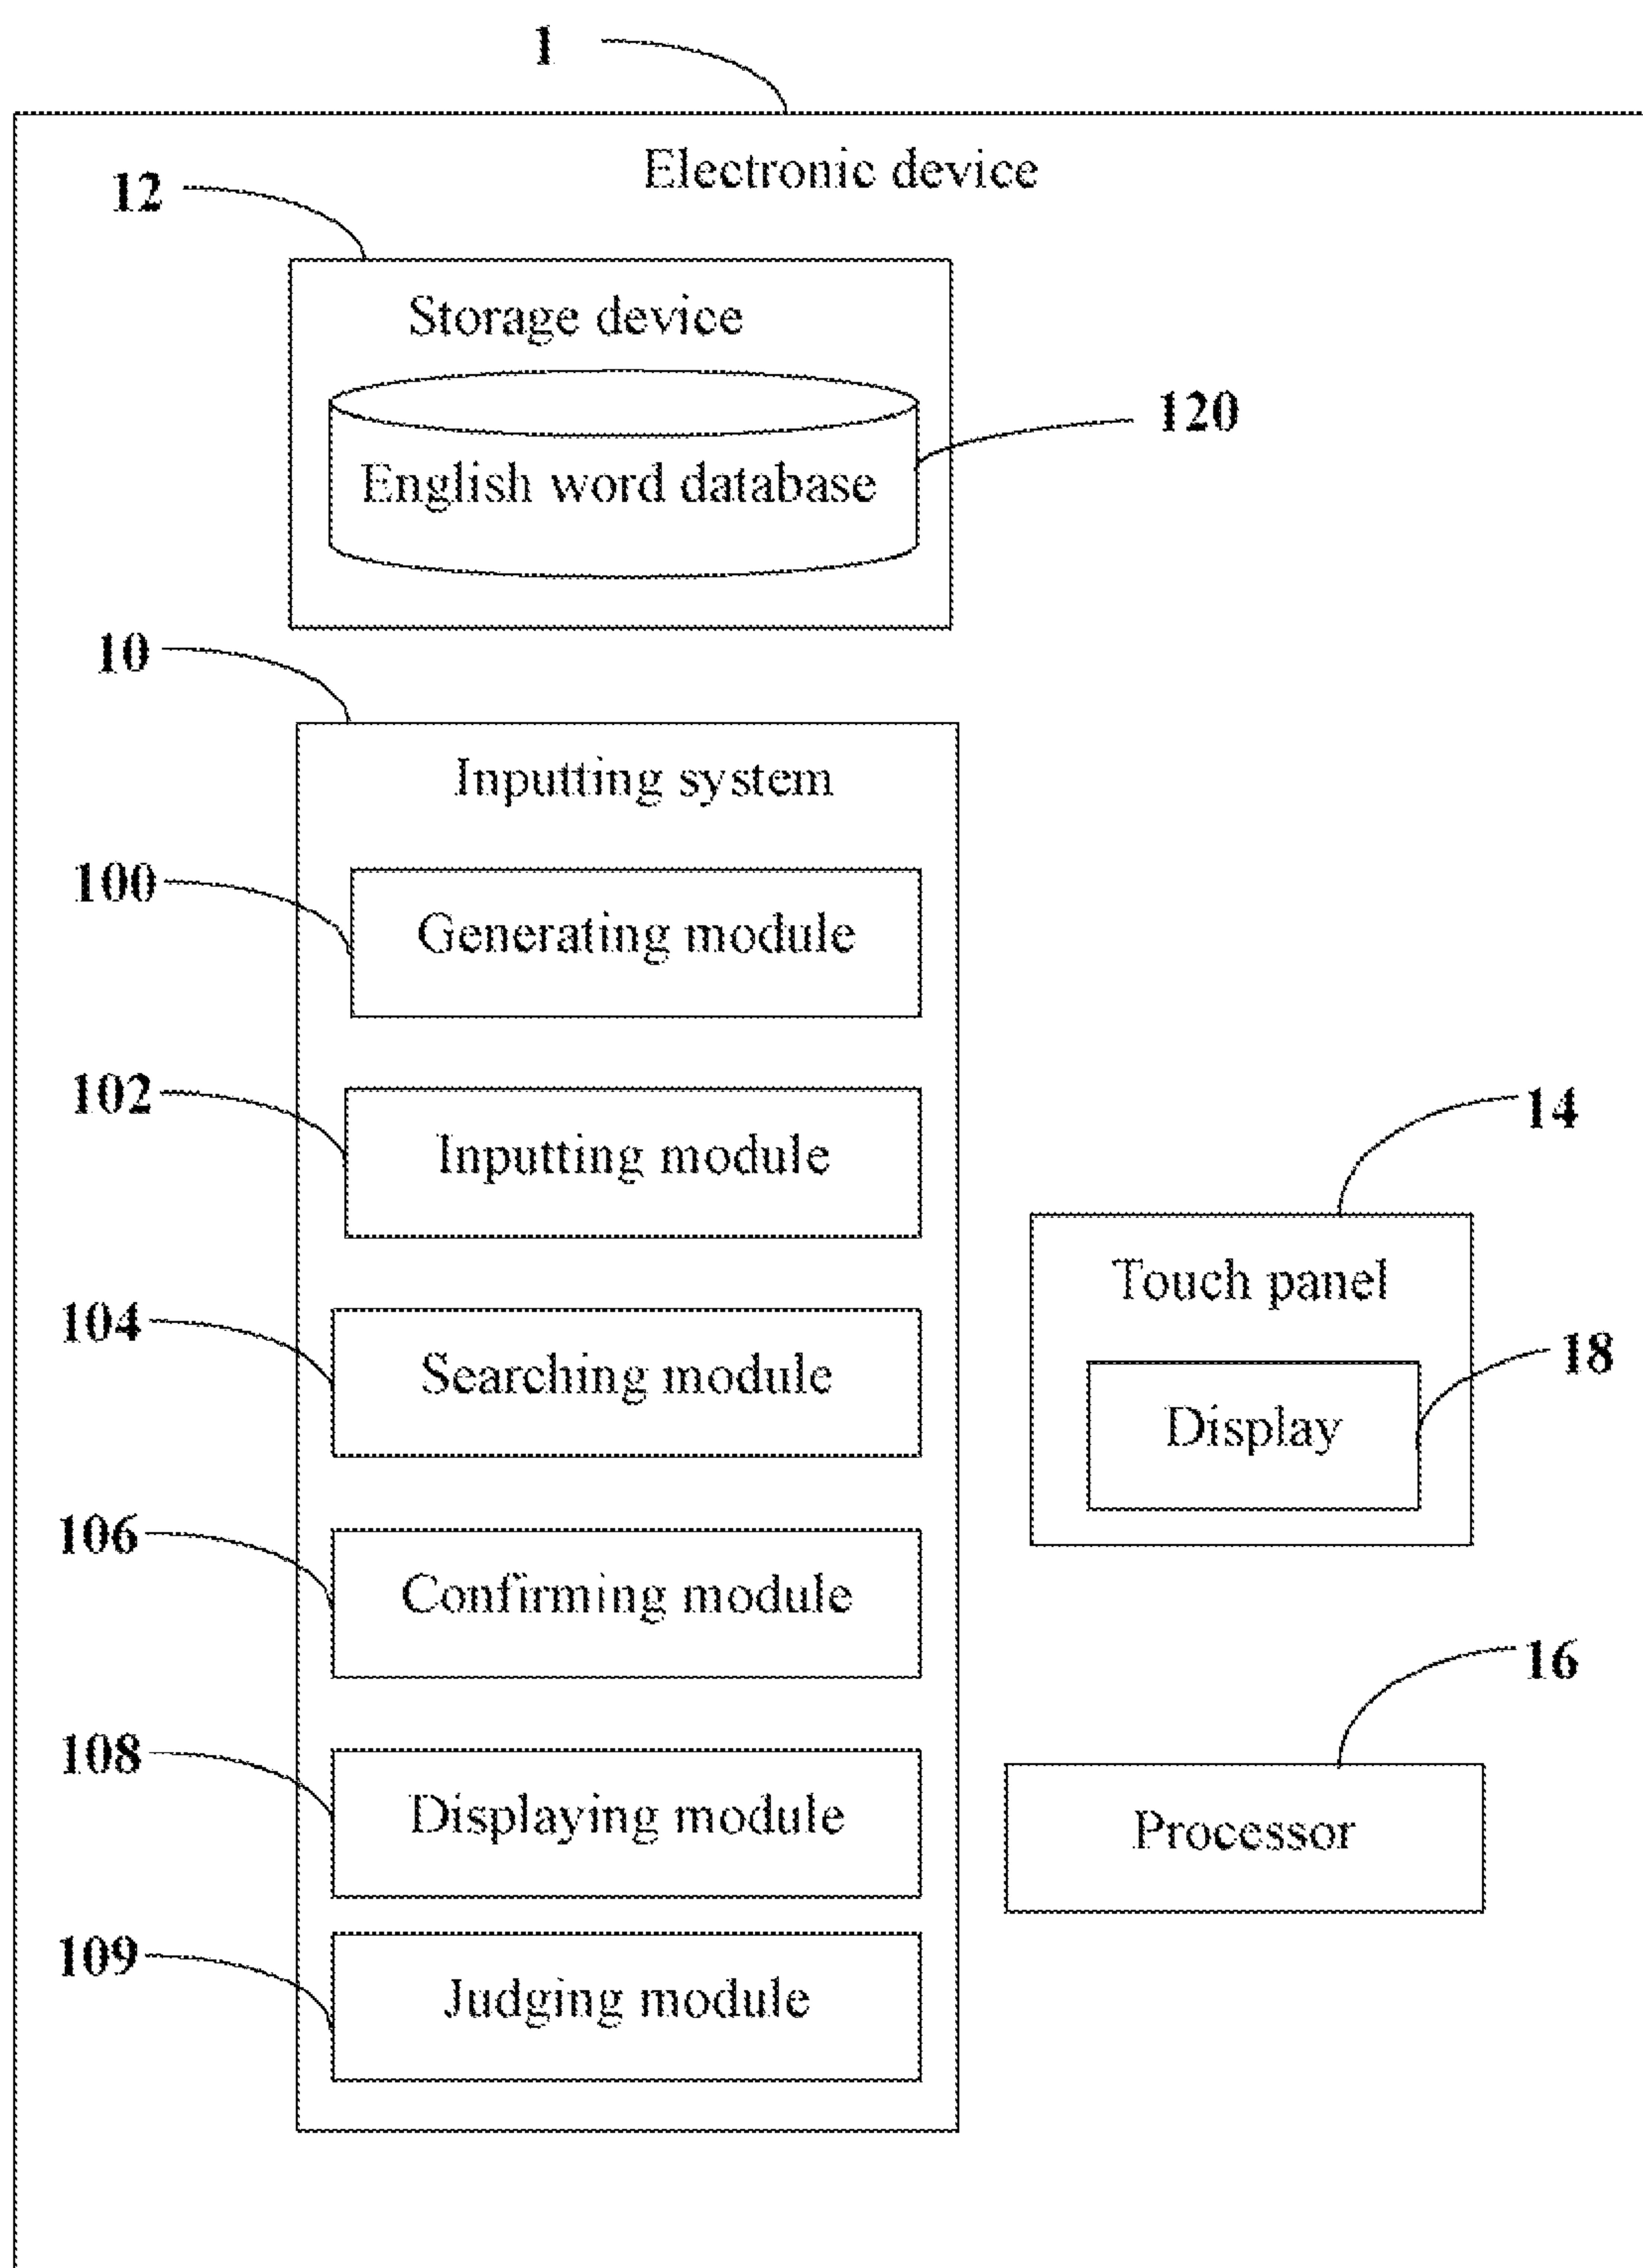 1
Electronic device
12
Storage device
120
English word database
10
Inputting system
100
Generating module
102
Inputting module
14
Touch panel
104
Searching module
18
Display
106
Confirming module
16
108
Displaying module
Processor
109
Judging module